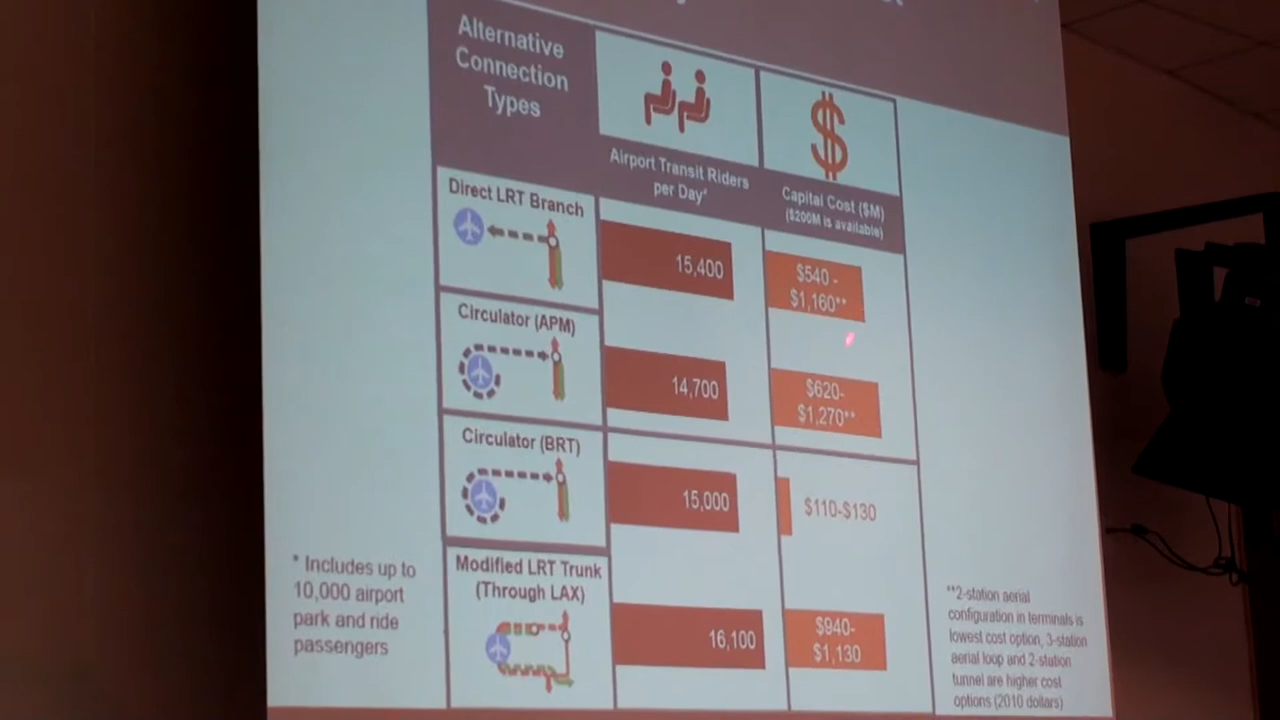 Alternative
Connection
Types
Airport Transit Riders
per Day*
Capital Cost ($M)
($200M is available)
Direct LRT Branch
15,400
$540 -
$1,160**
Circulator (APM)
14,700
$620-
$1,270**
Circulator (BRT)
15,000
$110-$130
Modified LRT Trunk
(Through LAX)
16,100
$940-
$1,130
* Includes up to
10,000 airport
park and ride
passengers
**2-station aerial
configuration in terminals is
lowest cost option, 3-station
aerial loop and 2-station
tunnel are higher cost
options (2010 dollars)